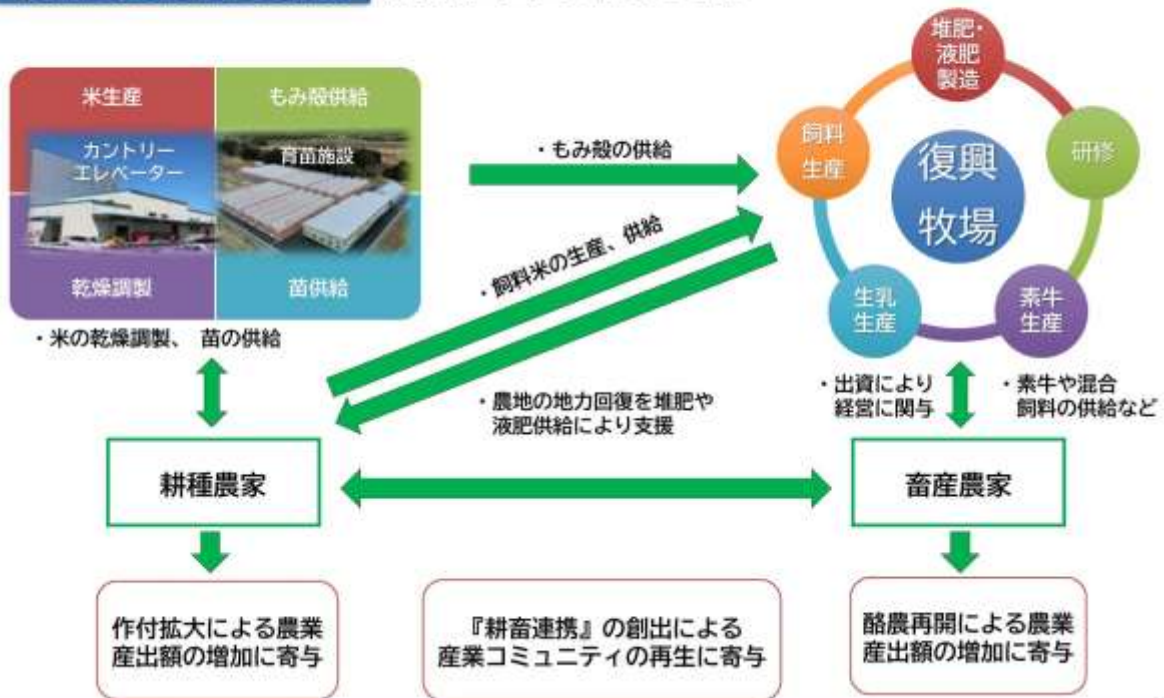 米生産
もみ殻供給
カントリー
エレベーター
育苗施設
乾燥調製
苗供給
・米の乾燥調製、 苗の供給
・もみ殻の供給
・飼料米の生産、供給
・農地の地力回復を堆肥や
液肥供給により支援
堆肥・
液肥
製造
飼料
生産
研修
復興
牧場
生乳
生産
素牛
生産
・出資により
経営に関与
・素牛や混合
飼料の供給など
耕種農家
畜産農家
作付拡大による農業
産出額の増加に寄与
『耕畜連携』の創出による
産業コミュニティの再生に寄与
酪農再開による農業
産出額の増加に寄与